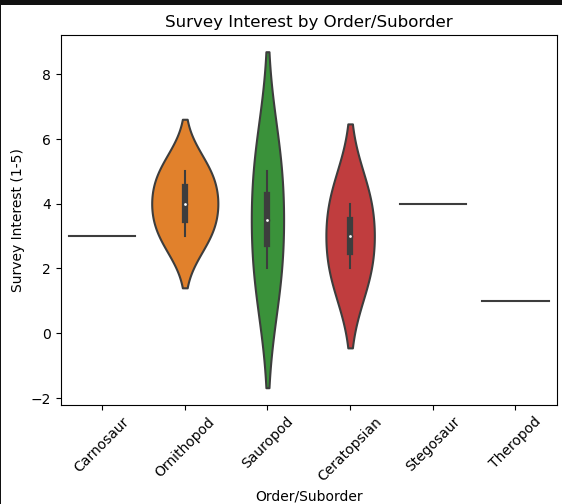 Survey Interest by Order/Suborder
Survey Interest (1-5)
8
6
4
2
0
−2
Carnosaur
Ornithopod
Sauropod
Ceratopsian
Stegosaur
Theropod
Order/Suborder